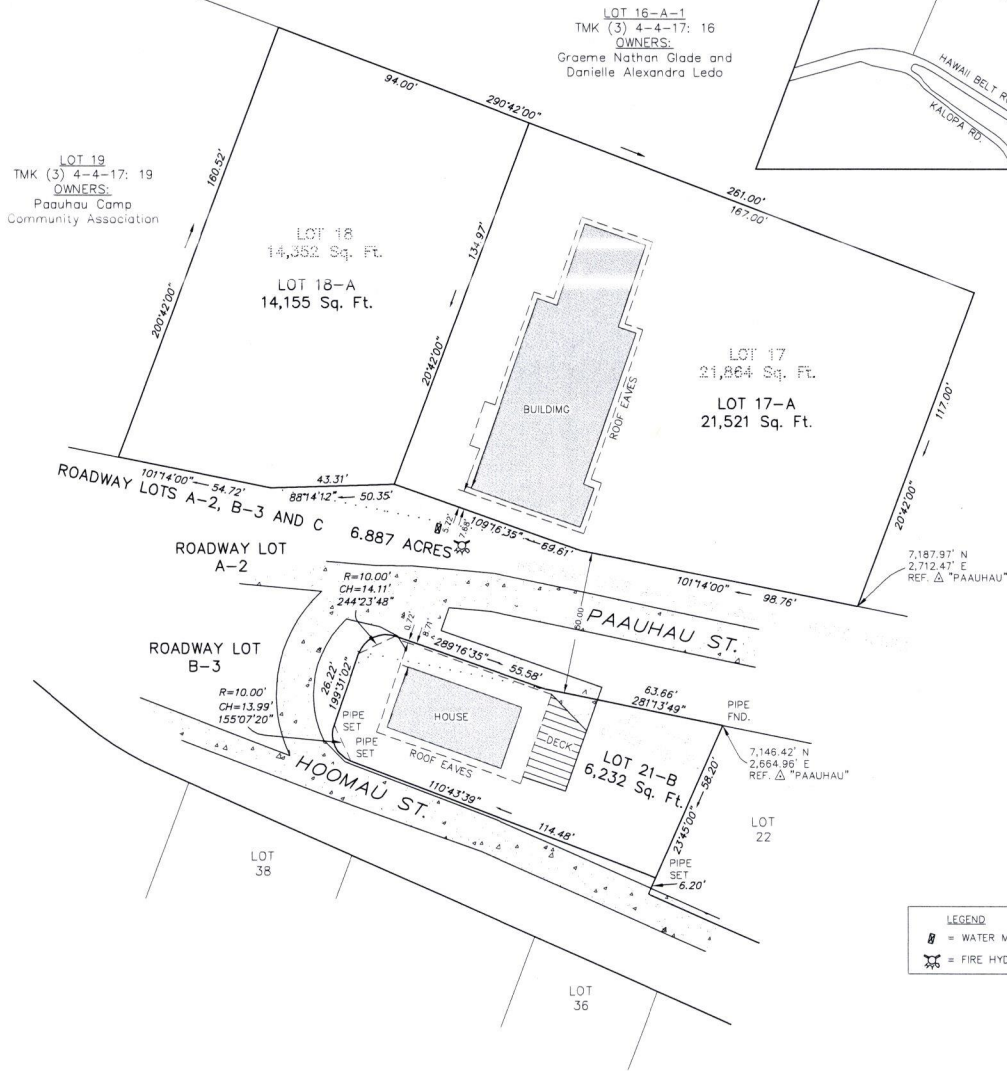 LOT 16-A-1
TMK (3) 4-4-17: 16
OWNERS:
Graeme Nathan Glade and
Danielle Alexandra Ledo
HAWAII BELT R
KALOPA RD.
LOT 19
TMK (3) 4-4-17: 19
OWNERS:
Paauhau Camp
Community Association
94.00'
290°42'00"
261.00'
167.00'
160.52'
200°42'00"
LOT 18
14,352 Sq. Ft.
LOT 18-A
14,155 Sq. Ft.
134.97'
20°42'00"
BUILDIMG
ROOF EAVES
LOT 17
21,864 Sq. Ft.
LOT 17-A
21,521 Sq. Ft.
117.00'
20°42'00"
7,187.97' N
2,712.47' E
REF. △ "PAAUHAU"
101°14'00" 54.72'
43.31'
88°14'12" 50.35'
109°16'35" 69.61'
101°14'00" 98.76'
ROADWAY LOTS A-2, B-3 AND C 6.887 ACRES
7.68'
ROADWAY LOT
A-2
R=10.00'
CH=14.11'
244°23'48"
50.00
PAAUHAU ST.
0.72'
8.71'
289°16'35" 55.58'
63.66'
281°13'49"
PIPE
FND.
7,146.42' N
2,664.96' E
REF. △ "PAAUHAU"
ROADWAY LOT
B-3
R=10.00'
CH=13.99'
155°07'20"
26.22'
199°31'02"
PIPE
SET
PIPE
SET
HOUSE
DECK
ROOF EAVES
LOT 21-B
6,232 Sq. Ft.
58.20'
23°45'00"
LOT
22
HOOMAU ST.
110°43'39"
114.48'
PIPE
SET
6.20'
LOT
38
LOT
36
LEGEND
= WATER M
= FIRE HYD